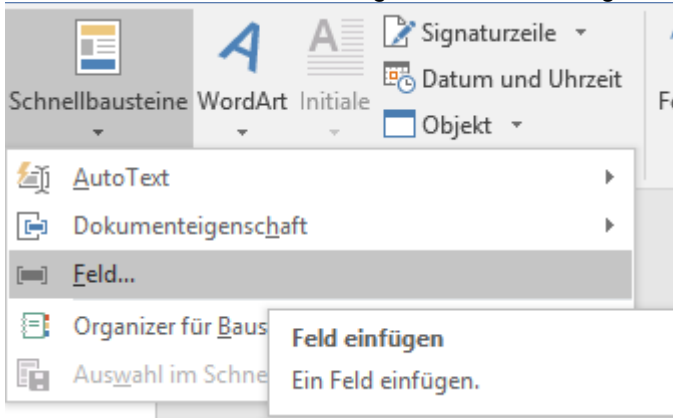 Signaturzeile
Datum und Uhrzeit
Schnellbausteine WordArt Initiale
Objekt
AutoText
Dokumenteigenschaft
Feld...
Organizer für Baus
Feld einfügen
Auswahl im Schne
Ein Feld einfügen.